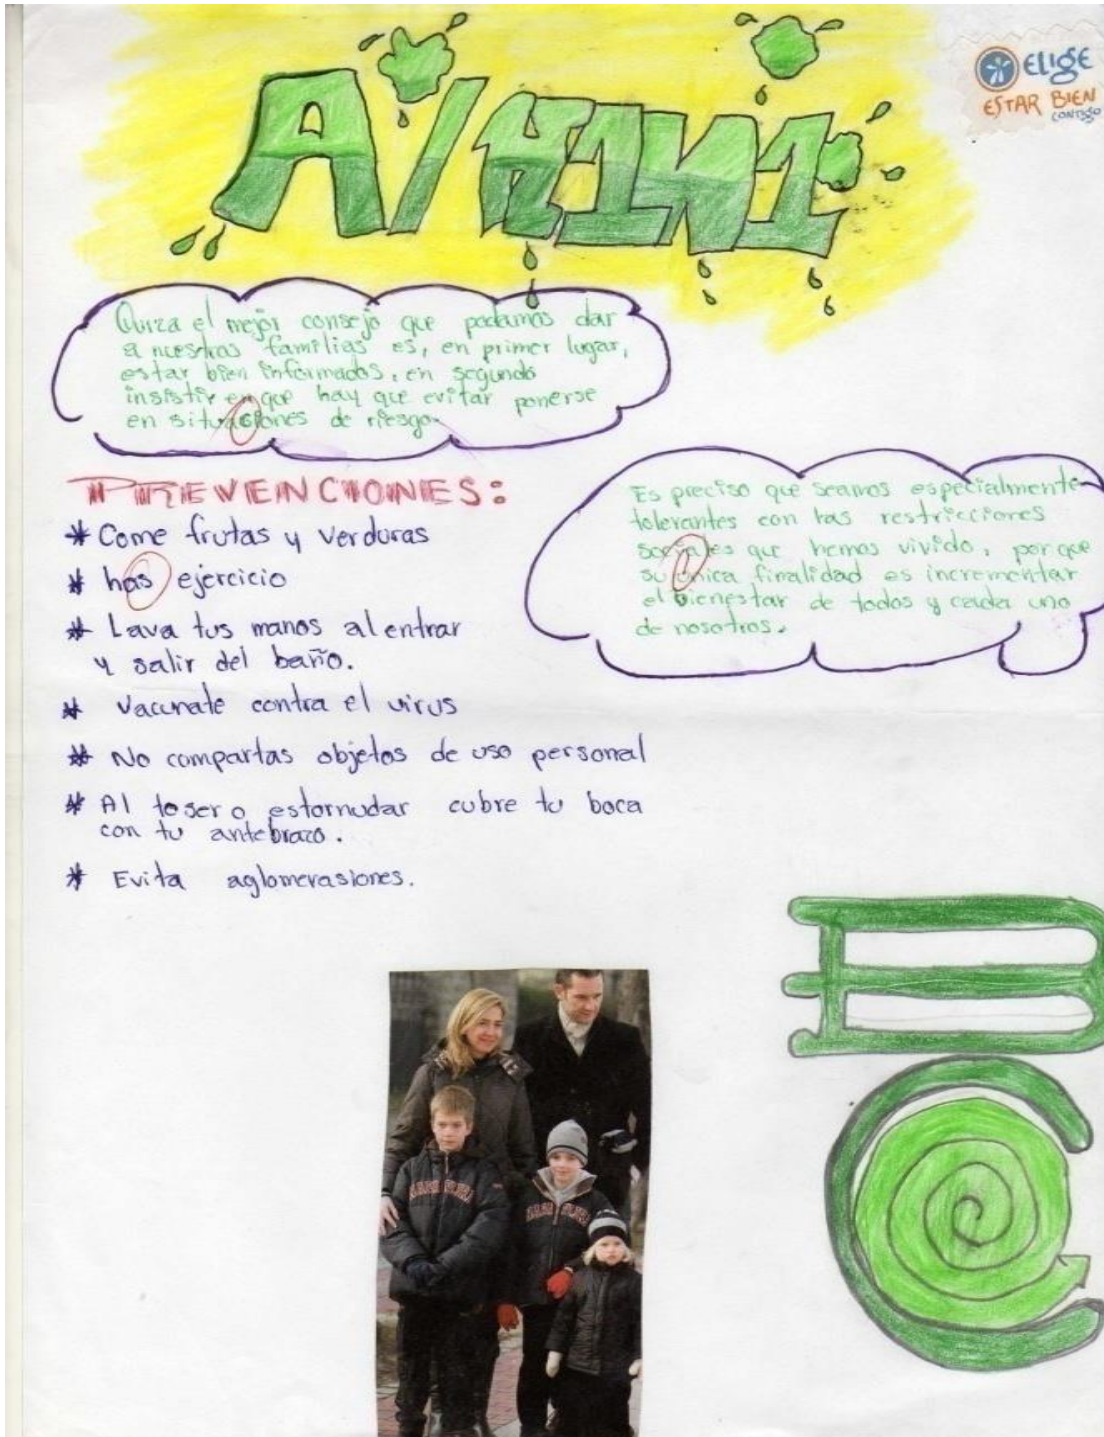 A/H1N1
ELIGE
ESTAR BIEN
CONTIGO
Quiza el mejor consejo que podamos dar
a nuestras familias es, en primer lugar,
estar bien informados, en segundo
insistir en que hay que evitar ponerse
en situaciones de riesgo.
PREVENCIONES:
* Come frutas y verduras
* has ejercicio
* Lava tus manos al entrar
y salir del baño.
* Vacunate contra el virus
* No compartas objetos de uso personal
* Al toser o estornudar cubre tu boca
con tu antebrazo.
* Evita aglomerasiones.
Es preciso que seamos especialmente
tolerantes con las restricciones
sociales que hemos vivido, por que
su única finalidad es incrementar
el bienestar de todos y cada uno
de nosotros.